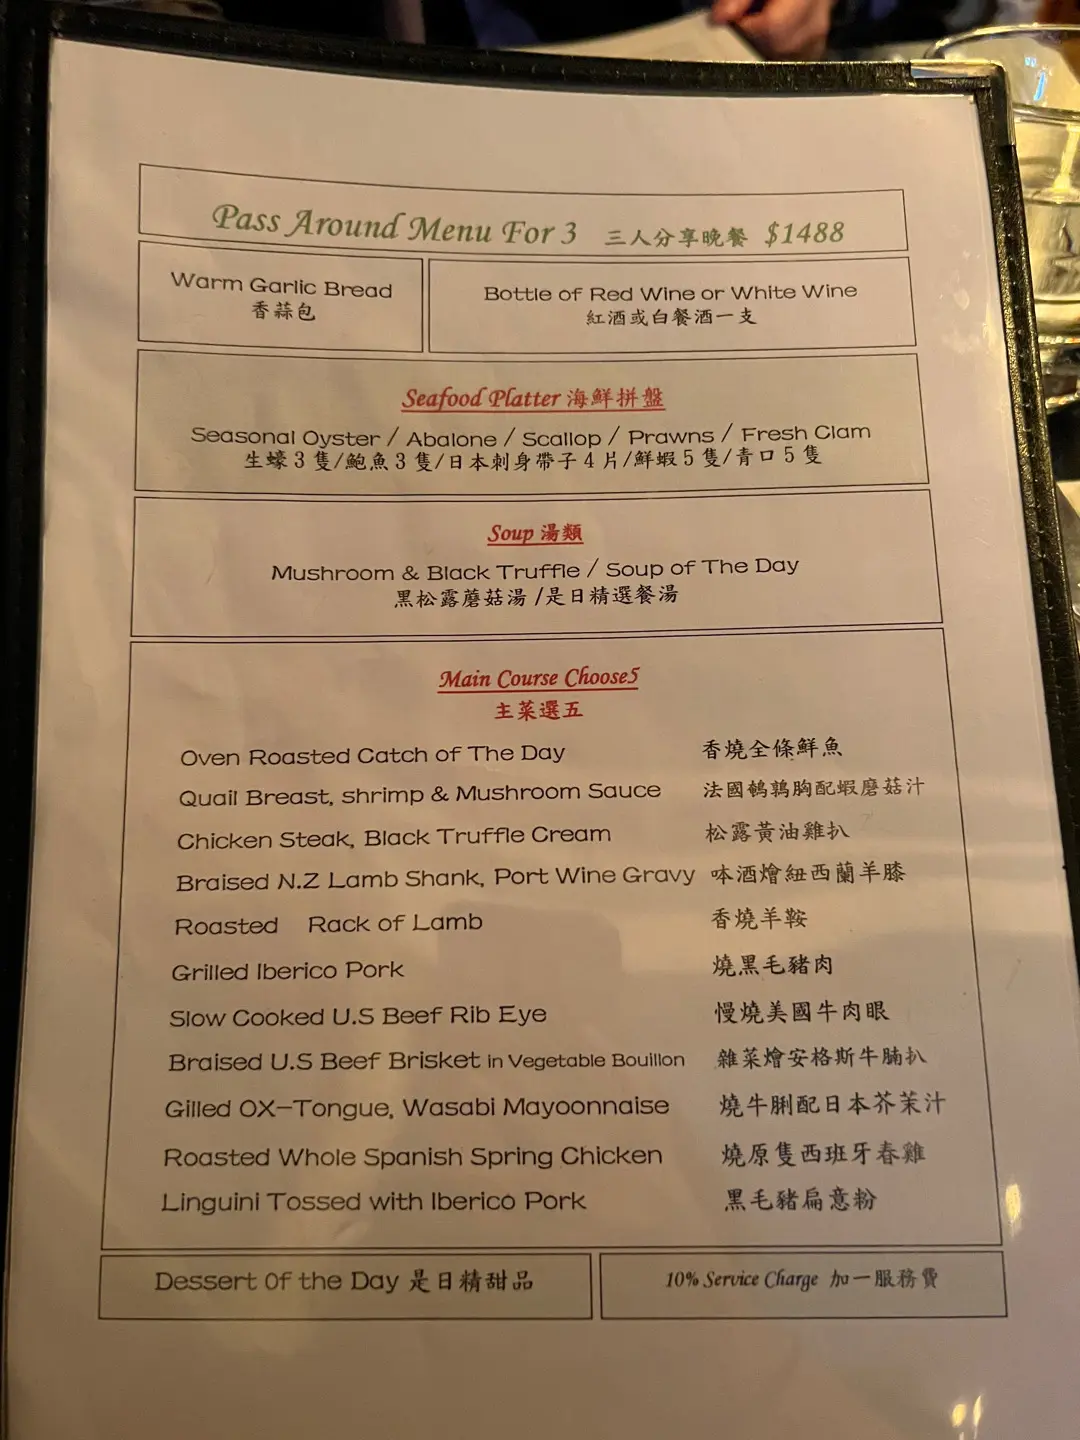 Pass Around Menu For 3 三人分享晚餐 $1488
Warm Garlic Bread
香蒜包
Bottle of Red Wine or White Wine
紅酒或白餐酒一支
Seafood Platter 海鮮拼盤
Seasonal Oyster / Abalone / Scallop / Prawns / Fresh Clam
生蠔3隻/鮑魚3隻/日本刺身帶子4片/鮮蝦5隻/青口5隻
Soup 湯類
Mushroom & Black Truffle / Soup of The Day
黑松露蘑菇湯 /是日精選餐湯
Main Course Choose5
主菜選五
Oven Roasted Catch of The Day 香燒全條鮮魚
Quail Breast, shrimp & Mushroom Sauce 法國鵪鶉胸配蝦蘑菇汁
Chicken Steak, Black Truffle Cream 松露黃油雞扒
Braised N.Z Lamb Shank, Port Wine Gravy 砵酒燴紐西蘭羊膝
Roasted Rack of Lamb 香燒羊鞍
Grilled Iberico Pork 燒黑毛豬肉
Slow Cooked U.S Beef Rib Eye 慢燒美國牛肉眼
Braised U.S Beef Brisket in Vegetable Bouillon 雜菜燴安格斯牛腩扒
Gilled OX-Tongue, Wasabi Mayoonnaise 燒牛脷配日本芥茉汁
Roasted Whole Spanish Spring Chicken 燒原隻西班牙春雞
Linguini Tossed with Iberico Pork 黑毛豬扁意粉
Dessert Of the Day 是日精甜品
10% Service Charge 加一服務費